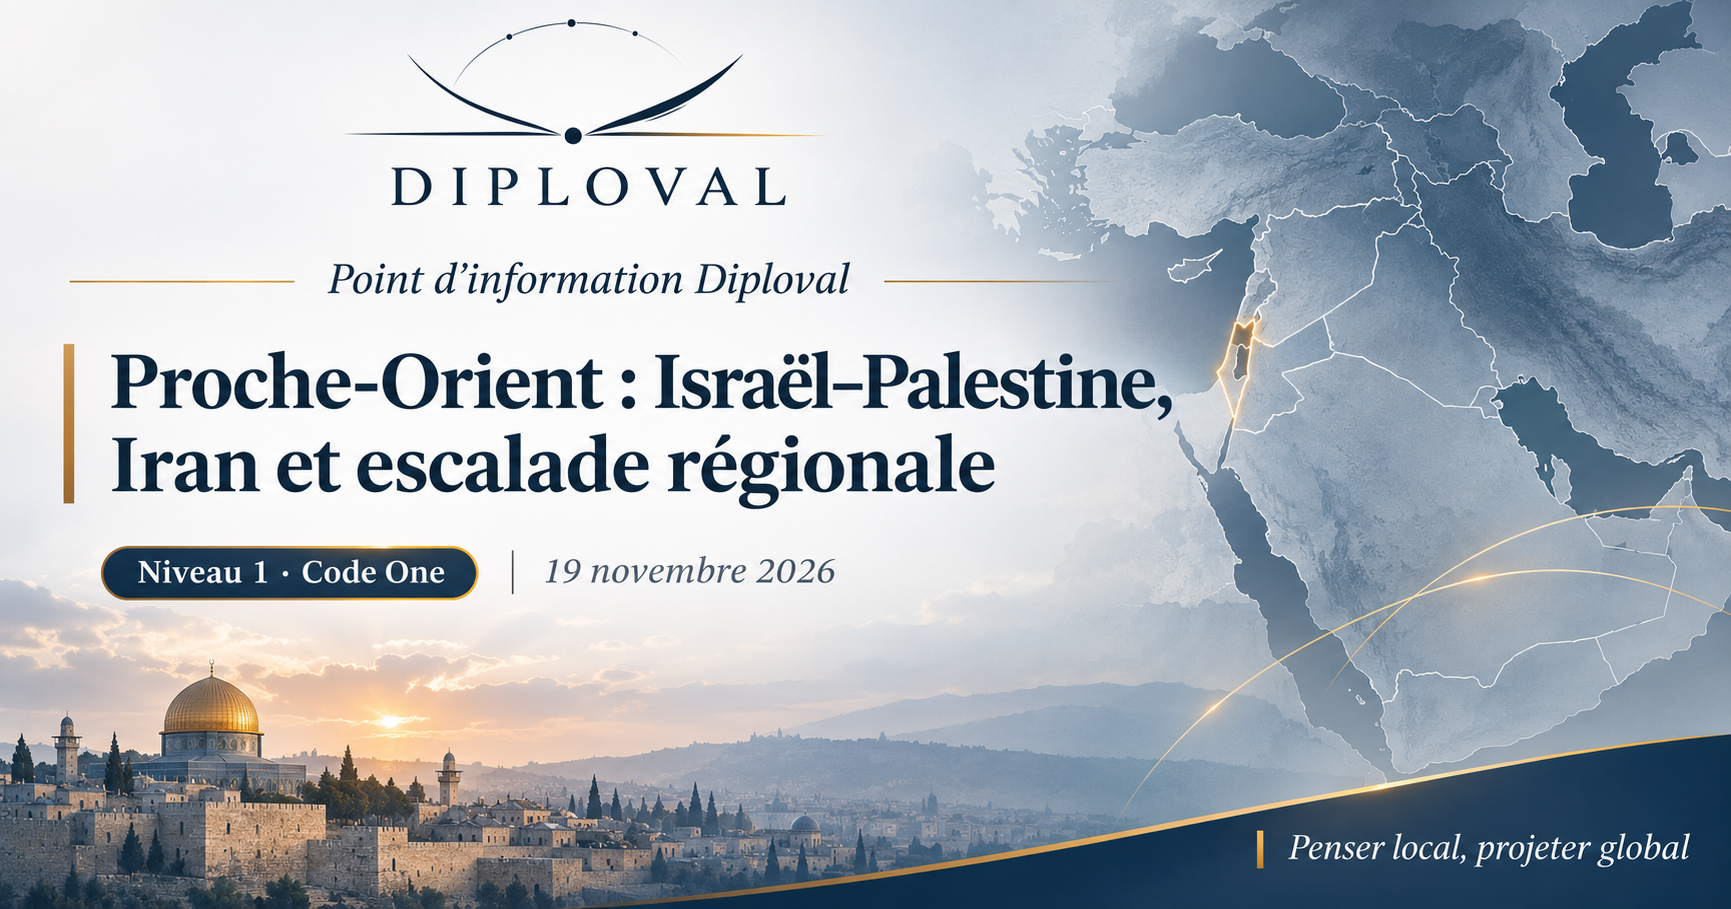 DIPLOVAL
Point d’information Diploval
Proche-Orient : Israël–Palestine,
Iran et escalade régionale
Niveau 1 · Code One
19 novembre 2026
Penser local, projeter global